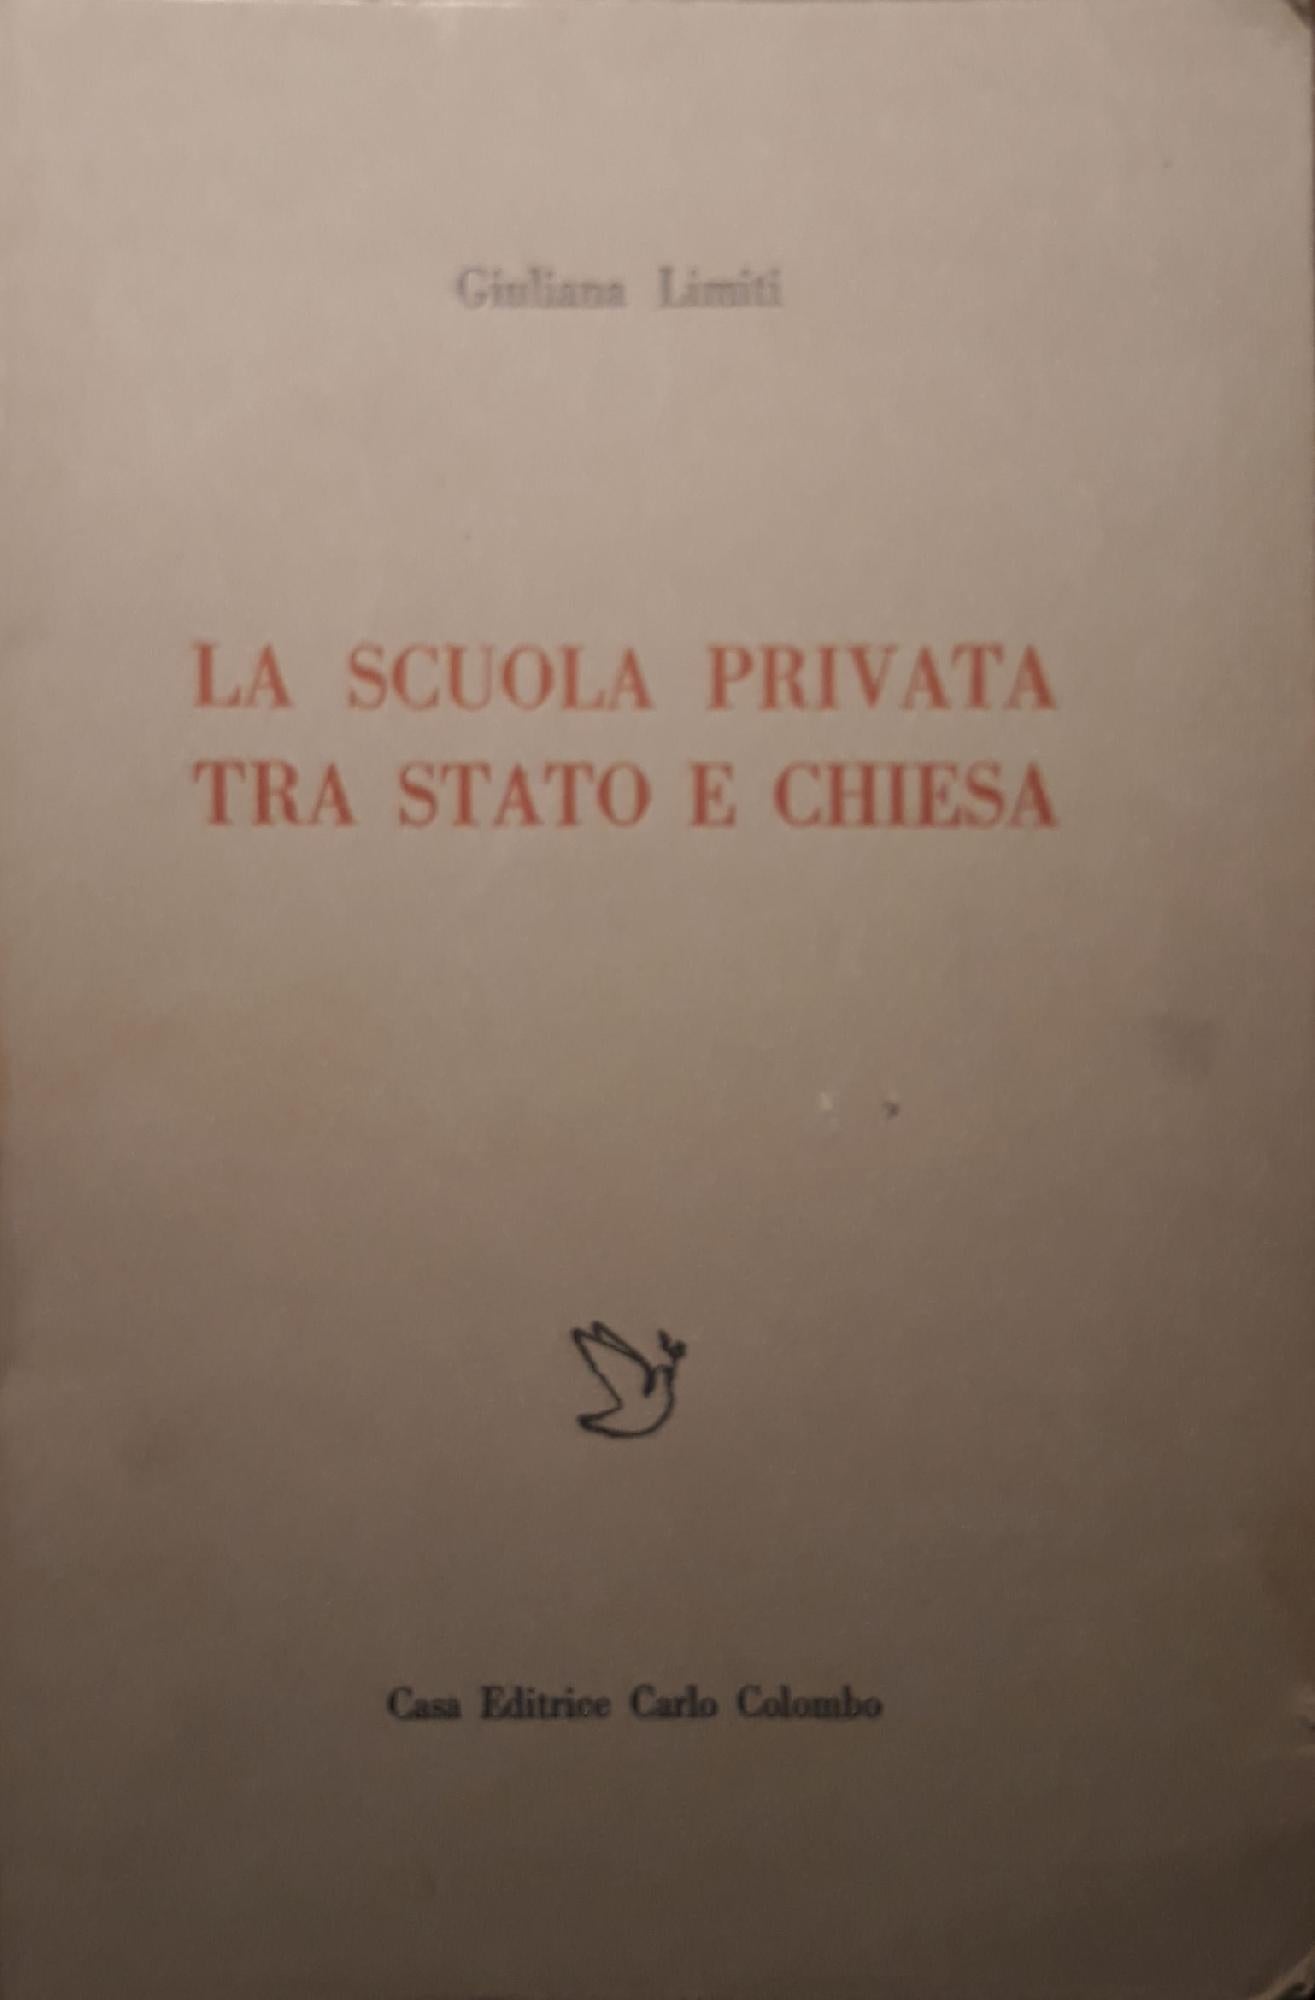 Giuliana Limiti
LA SCUOLA PRIVATA
TRA STATO E CHIESA
Casa Editrice Carlo Colombo